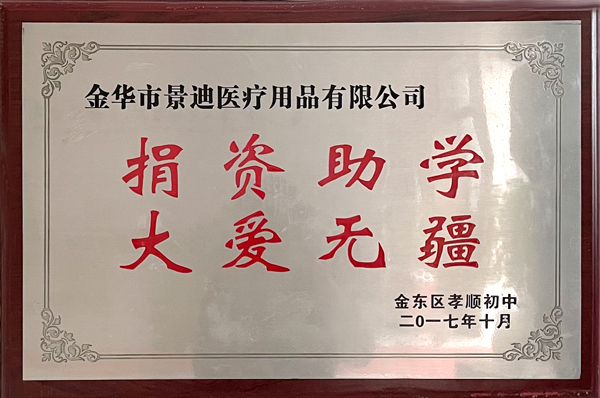 金华市景迪医疗用品有限公司
捐资助学
大爱无疆
金东区孝顺初中
二0一七年十月